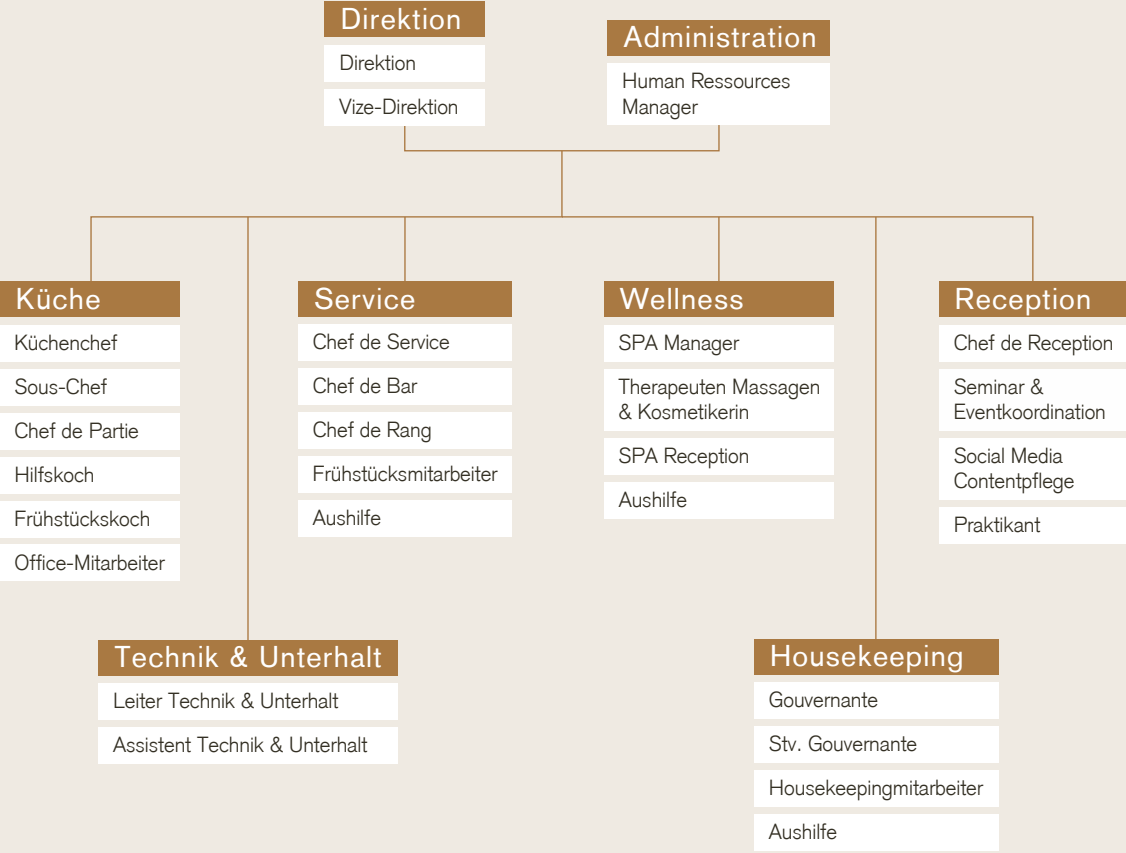 Direktion
Direktion
Vize-Direktion
Administration
Human Ressources
Manager
Küche
Küchenchef
Sous-Chef
Chef de Partie
Hilfskoch
Frühstückskoch
Office-Mitarbeiter
Service
Chef de Service
Chef de Bar
Chef de Rang
Frühstücksmitarbeiter
Aushilfe
Wellness
SPA Manager
Therapeuten Massagen
& Kosmetikerin
SPA Reception
Aushilfe
Reception
Chef de Reception
Seminar &
Eventkoordination
Social Media
Contentpflege
Praktikant
Technik & Unterhalt
Leiter Technik & Unterhalt
Assistent Technik & Unterhalt
Housekeeping
Gouvernante
Stv. Gouvernante
Housekeepingmitarbeiter
Aushilfe